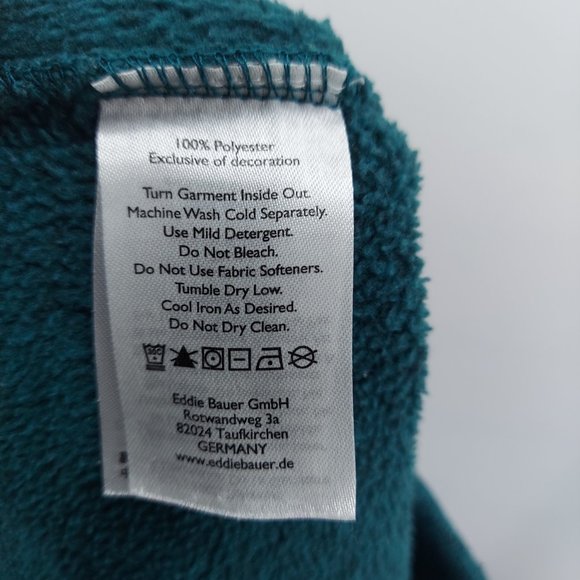 100% Polyester
Exclusive of decoration
Turn Garment Inside Out.
Machine Wash Cold Separately.
Use Mild Detergent.
Do Not Bleach.
Do Not Use Fabric Softeners.
Tumble Dry Low.
Cool Iron As Desired.
Do Not Dry Clean.
Eddie Bauer GmbH
Rotwandweg 3a
82024 Taufkirchen
GERMANY
www.eddiebauer.de